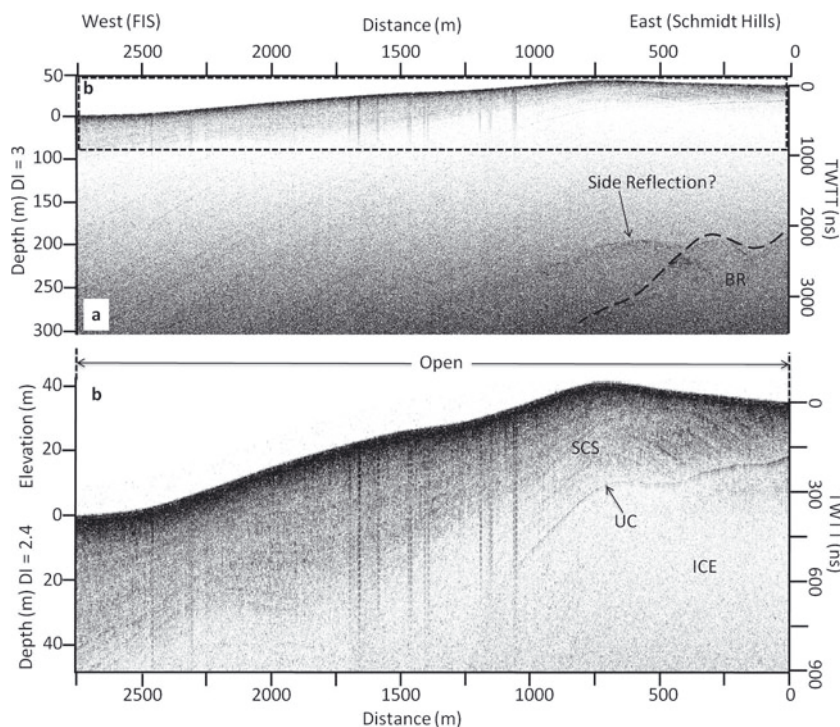 West (FIS) Distance (m) East (Schmidt Hills)
2500 2000 1500 1000 500 0
50
0
100
150
200
250
300
Depth (m) DI = 3
b
0
1000
2000
3000
TWTT (ns)
Side Reflection?
BR
a
Open
b
40
20
0
20
40
Elevation (m)
Depth (m) DI = 2.4
SCS
UC
ICE
0
300
600
900
TWTT (ns)
2500 2000 1500 1000 500 0
Distance (m)